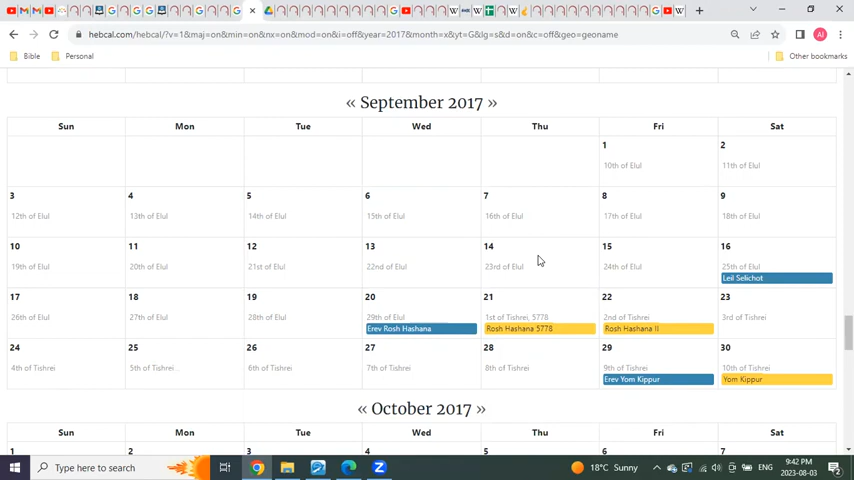 hebcal.com/hebcal/?v=1&maj=on&min=on&nx=on&mod=on&i=off&year=2017&month=x&yt=G&lg=s&d=on&c=off&geo=geoname
AI
Bible
Personal
Other bookmarks
« September 2017 »
Sun Mon Tue Wed Thu Fri Sat
1 2
10th of Elul 11th of Elul
3 4 5 6 7 8 9
12th of Elul 13th of Elul 14th of Elul 15th of Elul 16th of Elul 17th of Elul 18th of Elul
10 11 12 13 14 15 16
19th of Elul 20th of Elul 21st of Elul 22nd of Elul 23rd of Elul 24th of Elul 25th of Elul
Leil Selichot
17 18 19 20 21 22 23
26th of Elul 27th of Elul 28th of Elul 29th of Elul 1st of Tishrei, 5778 2nd of Tishrei 3rd of Tishrei
Erev Rosh Hashana Rosh Hashana 5778 Rosh Hashana II
24 25 26 27 28 29 30
4th of Tishrei 5th of Tishrei... 6th of Tishrei 7th of Tishrei 8th of Tishrei 9th of Tishrei 10th of Tishrei
Erev Yom Kippur Yom Kippur
« October 2017 »
Sun Mon Tue Wed Thu Fri Sat
1 2 3 4 5 6 7
Type here to search
18°C Sunny
ENG
9:42 PM
2023-08-03
2